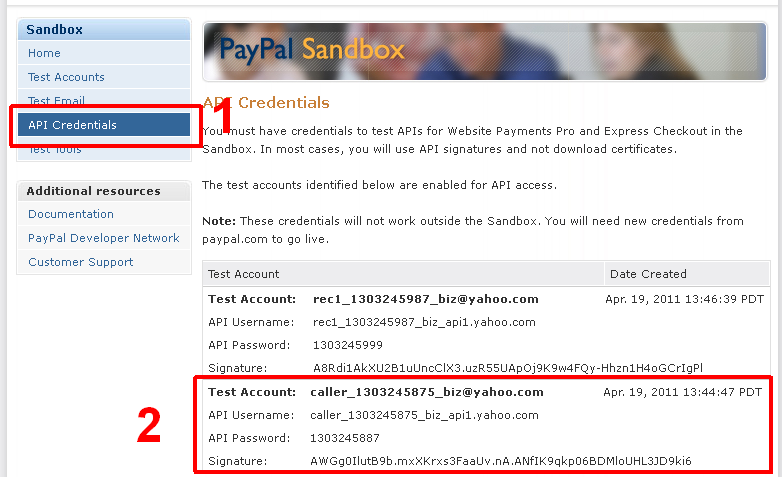 Sandbox
Home
Test Accounts
Test Email
API Credentials
Test Tools
Additional resources
Documentation
PayPal Developer Network
Customer Support
1
2
PayPal Sandbox
API Credentials
You must have credentials to test APIs for Website Payments Pro and Express Checkout in the
Sandbox. In most cases, you will use API signatures and not download certificates.
The test accounts identified below are enabled for API access.
Note: These credentials will not work outside the Sandbox. You will need new credentials from
paypal.com to go live.
Test Account Date Created
Test Account: rec1_1303245987_biz@yahoo.com Apr. 19, 2011 13:46:39 PDT
API Username: rec1_1303245987_biz_api1.yahoo.com
API Password: 1303245999
Signature: A8Rdi1AkXU2B1uUncClX3.uzR55UApOj9K9w4FQy-Hhzn1H4oGCrIgPl
Test Account: caller_1303245875_biz@yahoo.com Apr. 19, 2011 13:44:47 PDT
API Username: caller_1303245875_biz_api1.yahoo.com
API Password: 1303245887
Signature: AWGg0IlutB9b.mxXKrxs3FaaUv.nA.ANfIK9qkp06BDMloUHL3JD9ki6